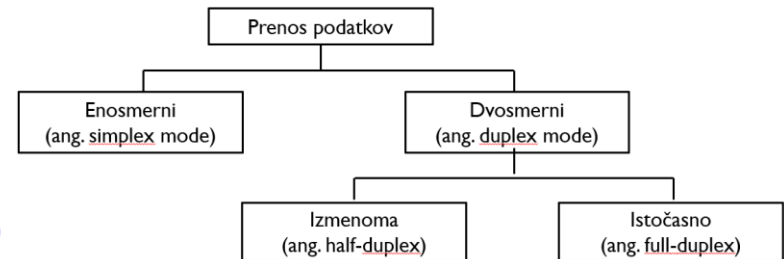 Prenos podatkov
Enosmerni
(ang. simplex mode)
Dvosmerni
(ang. duplex mode)
Izmenoma
(ang. half-duplex)
Istočasno
(ang. full-duplex)